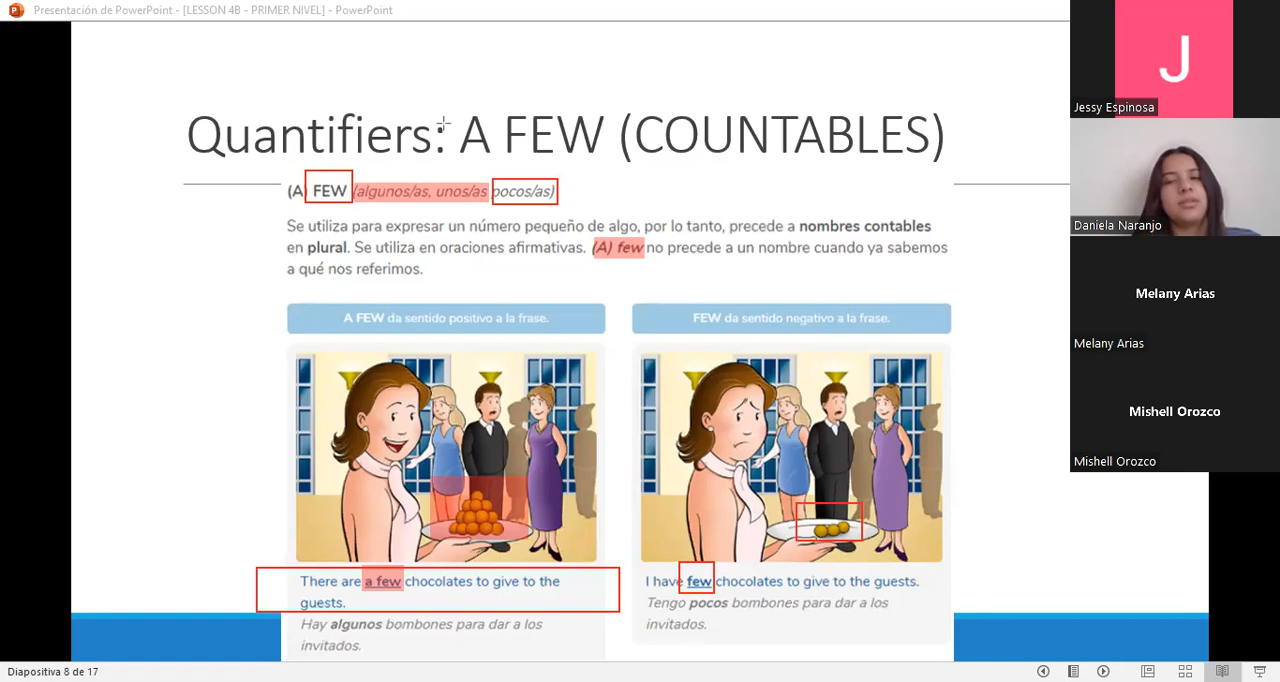 Presentación de PowerPoint - [LESSON 4B - PRIMER NIVEL] - PowerPoint
Quantifiers: A FEW (COUNTABLES)
(A) FEW (algunos/as, unos/as pocos/as)
Se utiliza para expresar un número pequeño de algo, por lo tanto, precede a nombres contables
en plural. Se utiliza en oraciones afirmativas. (A) few no precede a un nombre cuando ya sabemos
a qué nos referimos.
A FEW da sentido positivo a la frase.
There are a few chocolates to give to the
guests.
Hay algunos bombones para dar a los
invitados.
FEW da sentido negativo a la frase.
I have few chocolates to give to the guests.
Tengo pocos bombones para dar a los
invitados.
J
Jessy Espinosa
Daniela Naranjo
Melany Arias
Melany Arias
Mishell Orozco
Mishell Orozco
Diapositiva 8 de 17